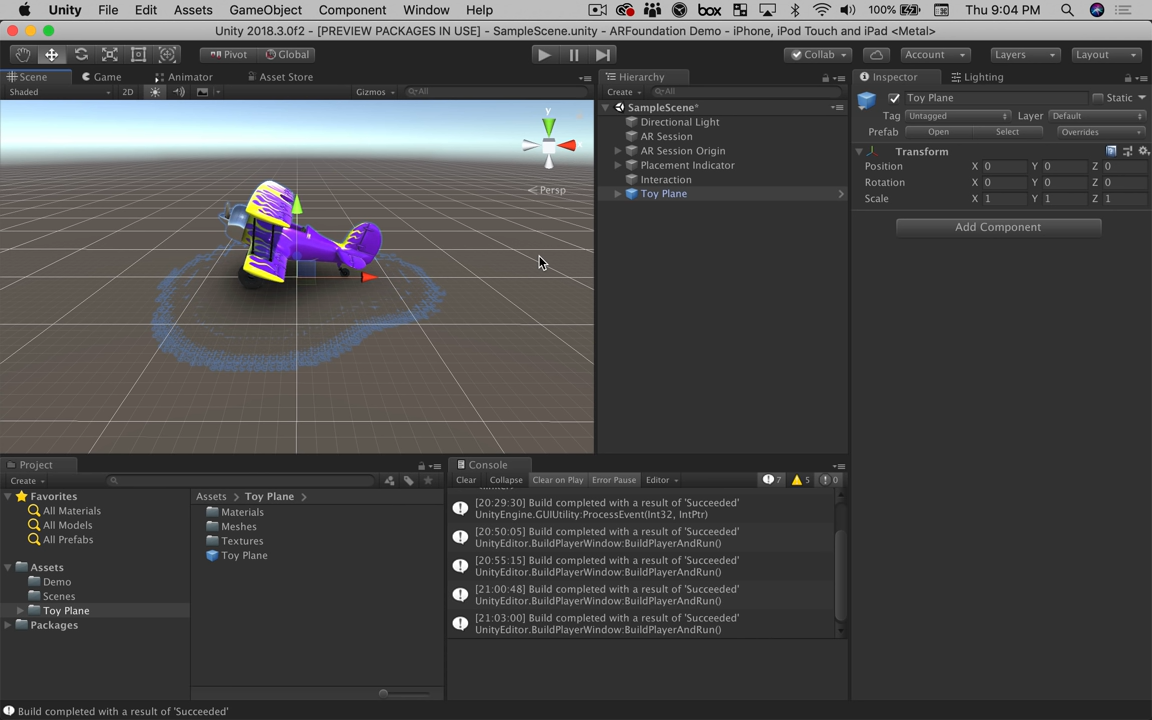 Unity File Edit Assets GameObject Component Window Help box 100% Thu 9:04 PM
Unity 2018.3.0f2 - [PREVIEW PACKAGES IN USE] - SampleScene.unity - ARFoundation Demo - iPhone, iPod Touch and iPad <Metal>
Pivot Global Collab Account Layers Layout
Scene Game Animator Asset Store
Shaded 2D Gizmos All
y
Persp
Hierarchy
Create All
SampleScene*
Directional Light
AR Session
AR Session Origin
Placement Indicator
Interaction
Toy Plane
Inspector Lighting
Toy Plane Static
Tag Untagged Layer Default
Prefab Open Select Overrides
Transform
Position X 0 Y 0 Z 0
Rotation X 0 Y 0 Z 0
Scale X 1 Y 1 Z 1
Add Component
Project
Create
Favorites
All Materials
All Models
All Prefabs
Assets
Demo
Scenes
Toy Plane
Packages
Assets > Toy Plane >
Materials
Meshes
Textures
Toy Plane
Console
Clear Collapse Clear on Play Error Pause Editor 7 5 0
[20:29:30] Build completed with a result of 'Succeeded'
UnityEngine.GUIUtility:ProcessEvent(Int32, IntPtr)
[20:50:05] Build completed with a result of 'Succeeded'
UnityEditor.BuildPlayerWindow:BuildPlayerAndRun()
[20:55:15] Build completed with a result of 'Succeeded'
UnityEditor.BuildPlayerWindow:BuildPlayerAndRun()
[21:00:48] Build completed with a result of 'Succeeded'
UnityEditor.BuildPlayerWindow:BuildPlayerAndRun()
[21:03:00] Build completed with a result of 'Succeeded'
UnityEditor.BuildPlayerWindow:BuildPlayerAndRun()
Build completed with a result of 'Succeeded'